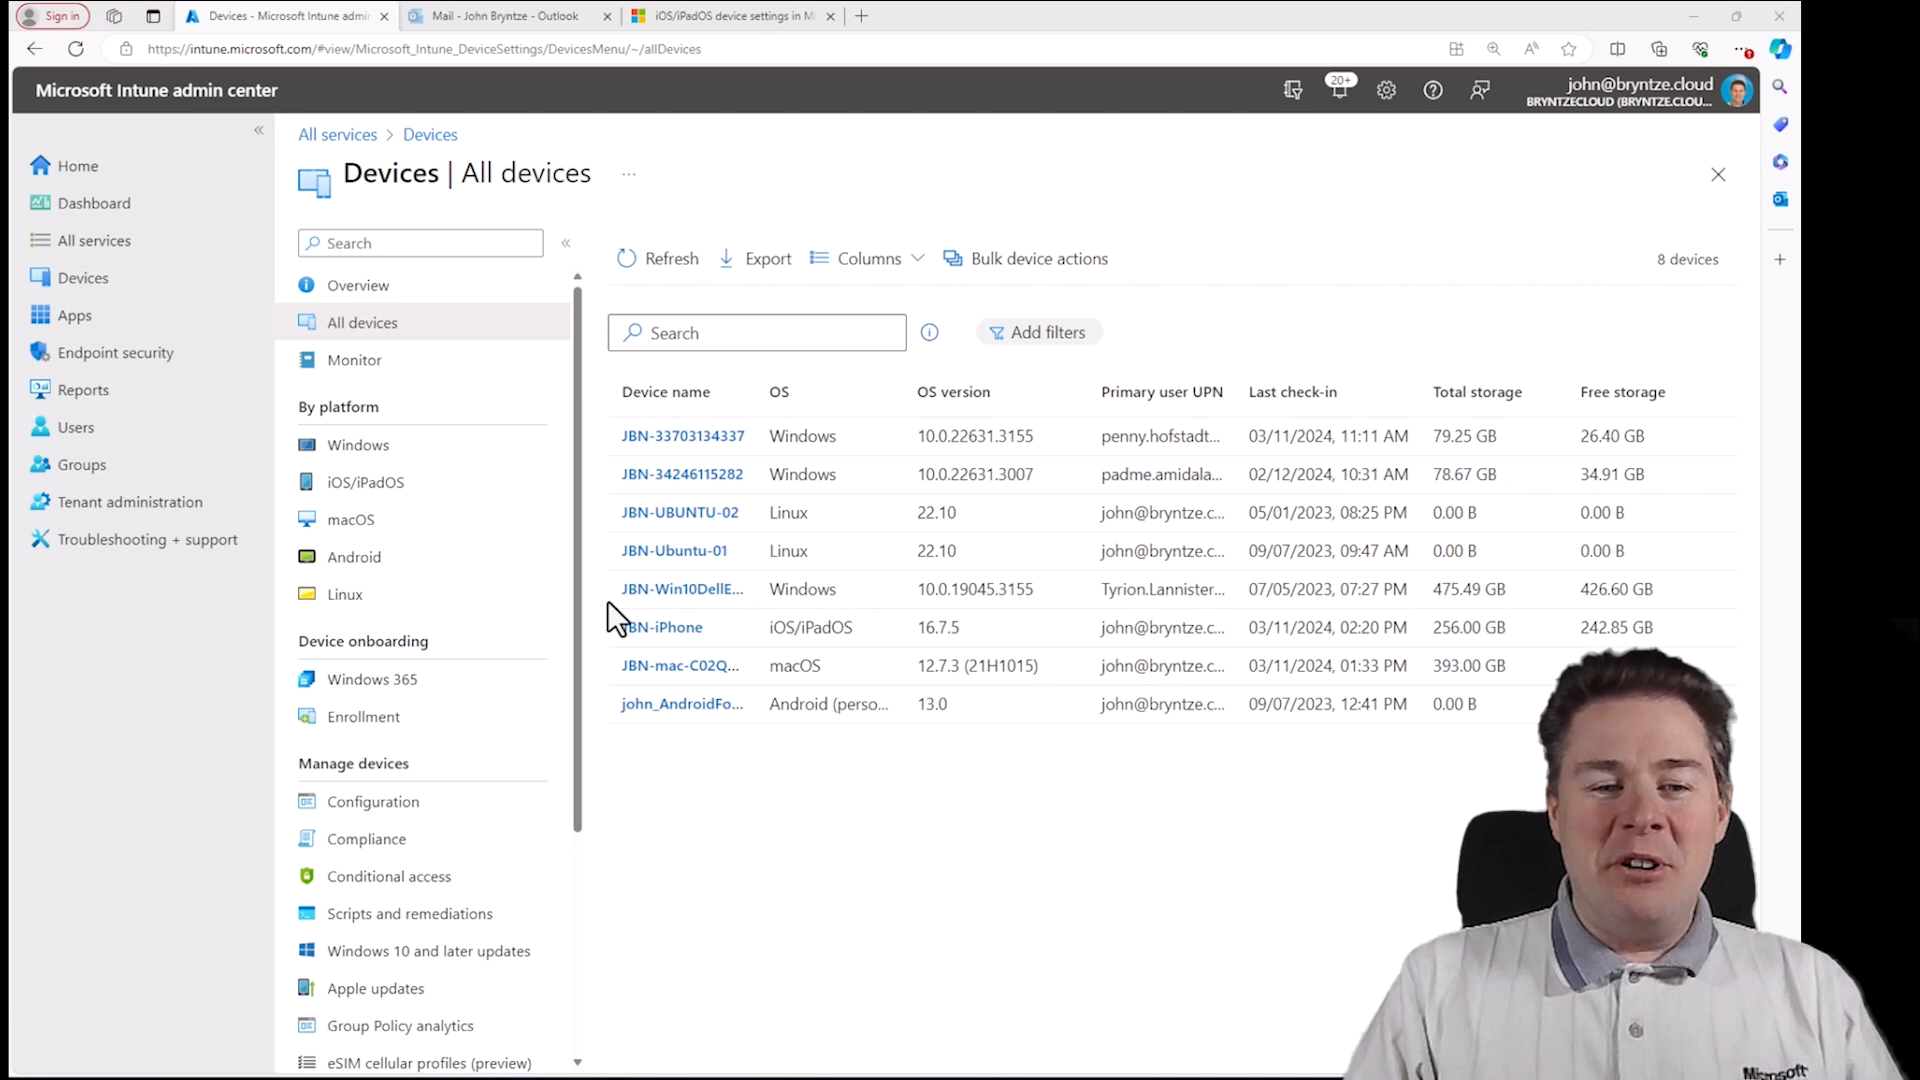 Sign in
Devices - Microsoft Intune admin
Mail - John Bryntze - Outlook
iOS/iPadOS device settings in Mi
https://intune.microsoft.com/#view/Microsoft_Intune_DeviceSettings/DevicesMenu/~/allDevices
Microsoft Intune admin center
20+
john@bryntze.cloud
BRYNTZECLOUD (BRYNTZE.CLOU...
Home
Dashboard
All services
Devices
Apps
Endpoint security
Reports
Users
Groups
Tenant administration
Troubleshooting + support
All services > Devices
Devices | All devices
Search
Overview
All devices
Monitor
By platform
Windows
iOS/iPadOS
macOS
Android
Linux
Device onboarding
Windows 365
Enrollment
Manage devices
Configuration
Compliance
Conditional access
Scripts and remediations
Windows 10 and later updates
Apple updates
Group Policy analytics
eSIM cellular profiles (preview)
Refresh Export Columns Bulk device actions 8 devices
Search Add filters
Device name OS OS version Primary user UPN Last check-in Total storage Free storage
JBN-33703134337 Windows 10.0.22631.3155 penny.hofstadt... 03/11/2024, 11:11 AM 79.25 GB 26.40 GB
JBN-34246115282 Windows 10.0.22631.3007 padme.amidala... 02/12/2024, 10:31 AM 78.67 GB 34.91 GB
JBN-UBUNTU-02 Linux 22.10 john@bryntze.c... 05/01/2023, 08:25 PM 0.00 B 0.00 B
JBN-Ubuntu-01 Linux 22.10 john@bryntze.c... 09/07/2023, 09:47 AM 0.00 B 0.00 B
JBN-Win10DellE... Windows 10.0.19045.3155 Tyrion.Lannister... 07/05/2023, 07:27 PM 475.49 GB 426.60 GB
JBN-iPhone iOS/iPadOS 16.7.5 john@bryntze.c... 03/11/2024, 02:20 PM 256.00 GB 242.85 GB
JBN-mac-C02Q... macOS 12.7.3 (21H1015) john@bryntze.c... 03/11/2024, 01:33 PM 393.00 GB
john_AndroidFo... Android (perso... 13.0 john@bryntze.c... 09/07/2023, 12:41 PM 0.00 B
Microsoft